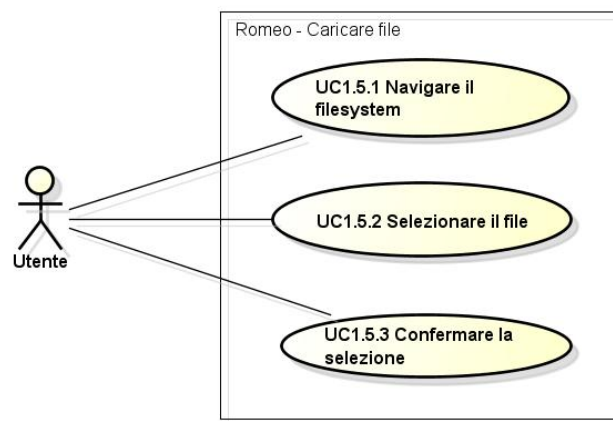 Romeo - Caricare file
UC1.5.1 Navigare il
filesystem
UC1.5.2 Selezionare il file
Utente
UC1.5.3 Confermare la
selezione